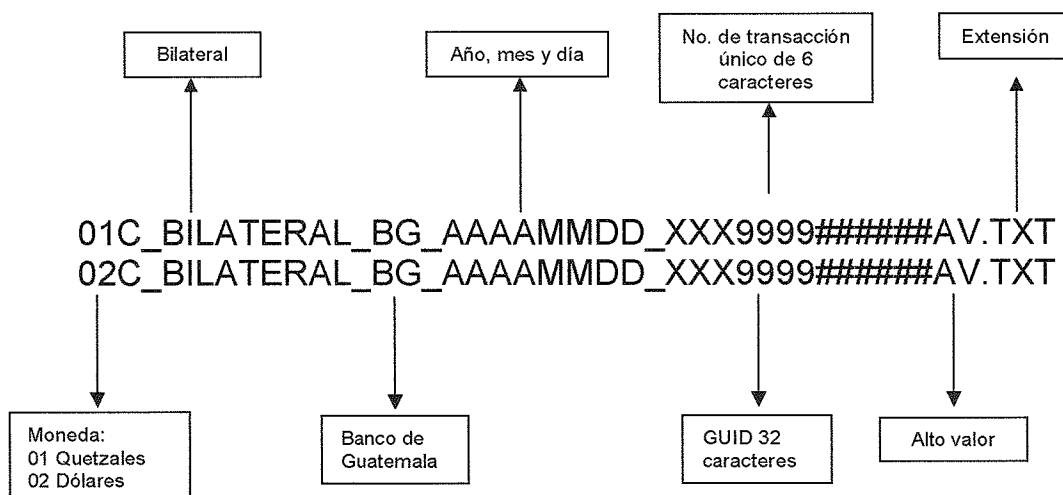 Bilateral
Año, mes y día
No. de transacción
único de 6
caracteres
Extensión
01C_BILATERAL_BG_AAAAMMDD_XXX9999######AV.TXT
02C_BILATERAL_BG_AAAAMMDD_XXX9999######AV.TXT
Moneda:
01 Quetzales
02 Dólares
Banco de
Guatemala
GUID 32
caracteres
Alto valor